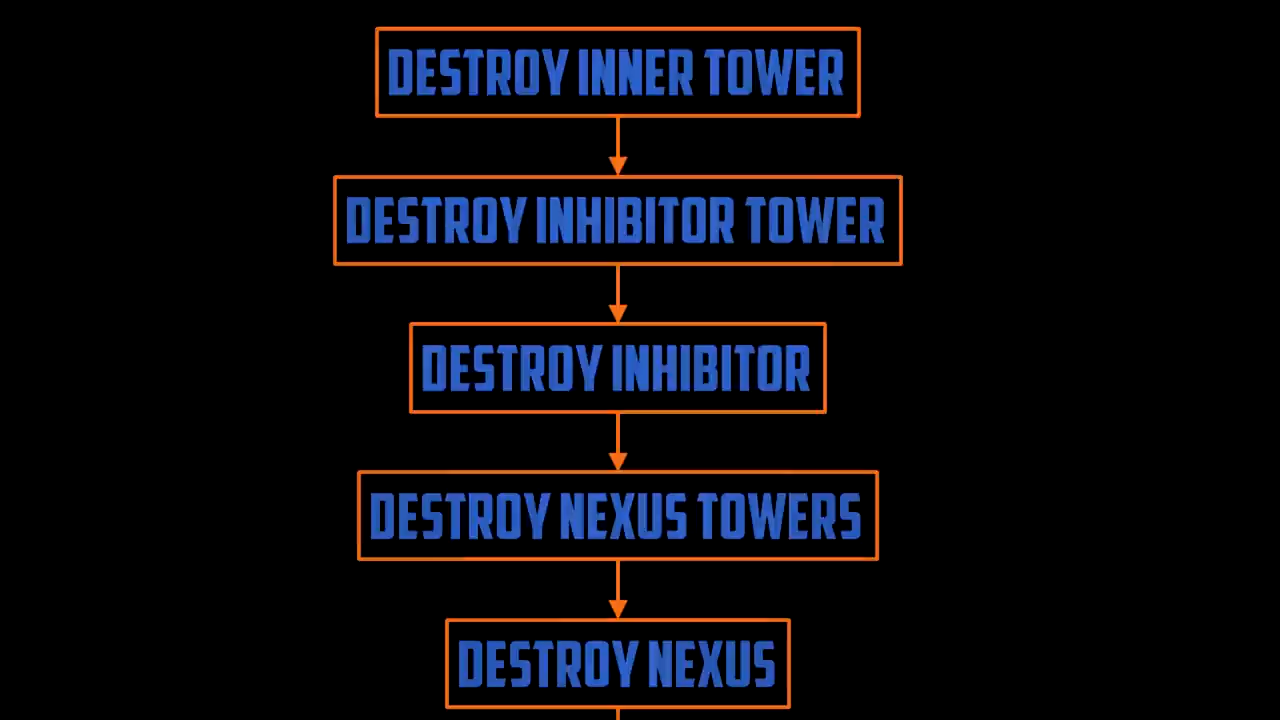 DESTROY INNER TOWER
DESTROY INHIBITOR TOWER
DESTROY INHIBITOR
DESTROY NEXUS TOWERS
DESTROY NEXUS